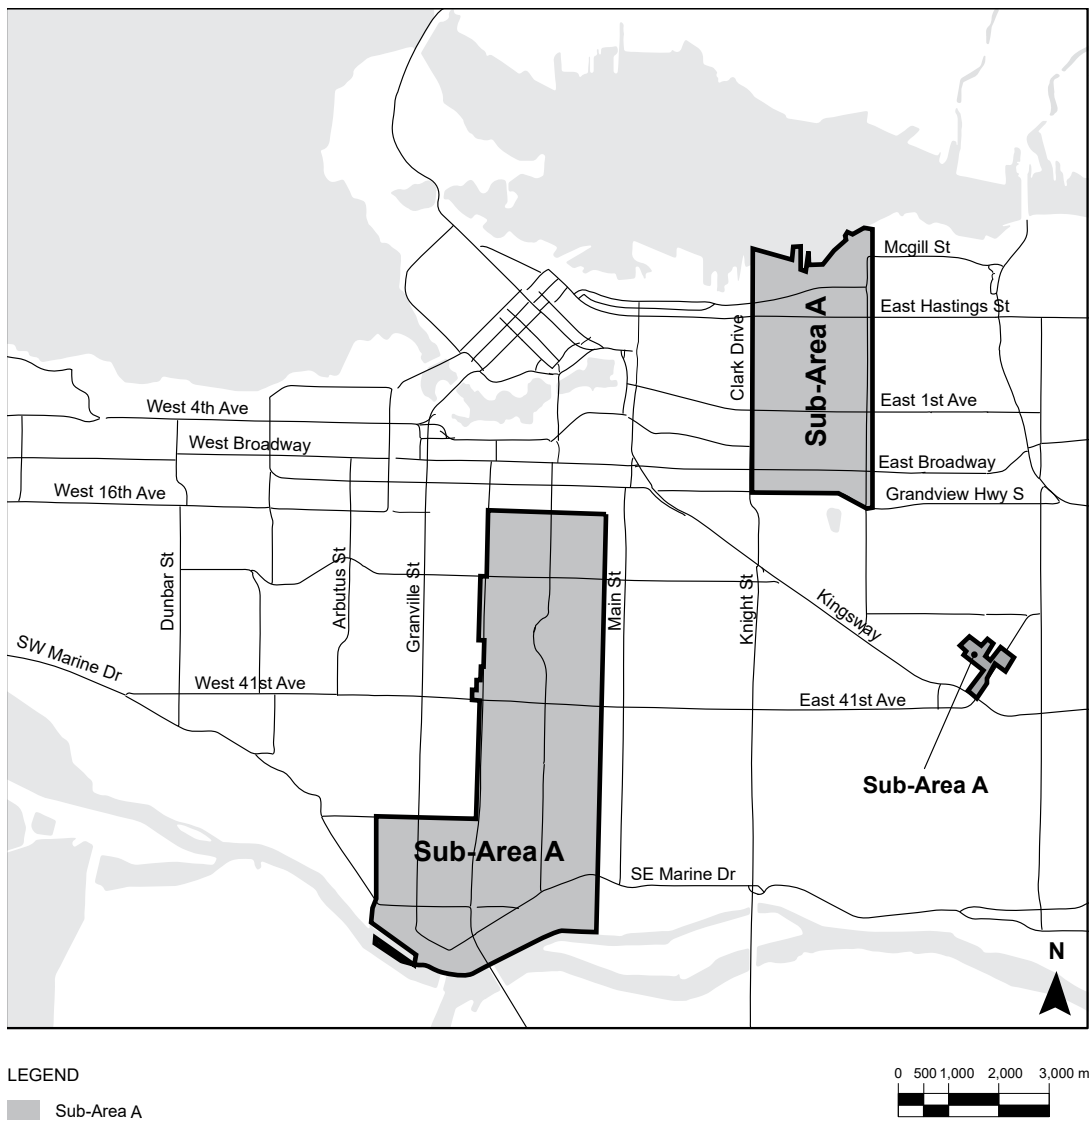 Mcgill St
East Hastings St
Clark Drive
Sub-Area A
East 1st Ave
West 4th Ave
West Broadway
East Broadway
West 16th Ave
Grandview Hwy S
Dunbar St
Arbutus St
Granville St
Main St
Knight St
Kingsway
SW Marine Dr
West 41st Ave
East 41st Ave
Sub-Area A
Sub-Area A
SE Marine Dr
N
LEGEND
Sub-Area A
0 500 1,000 2,000 3,000 m